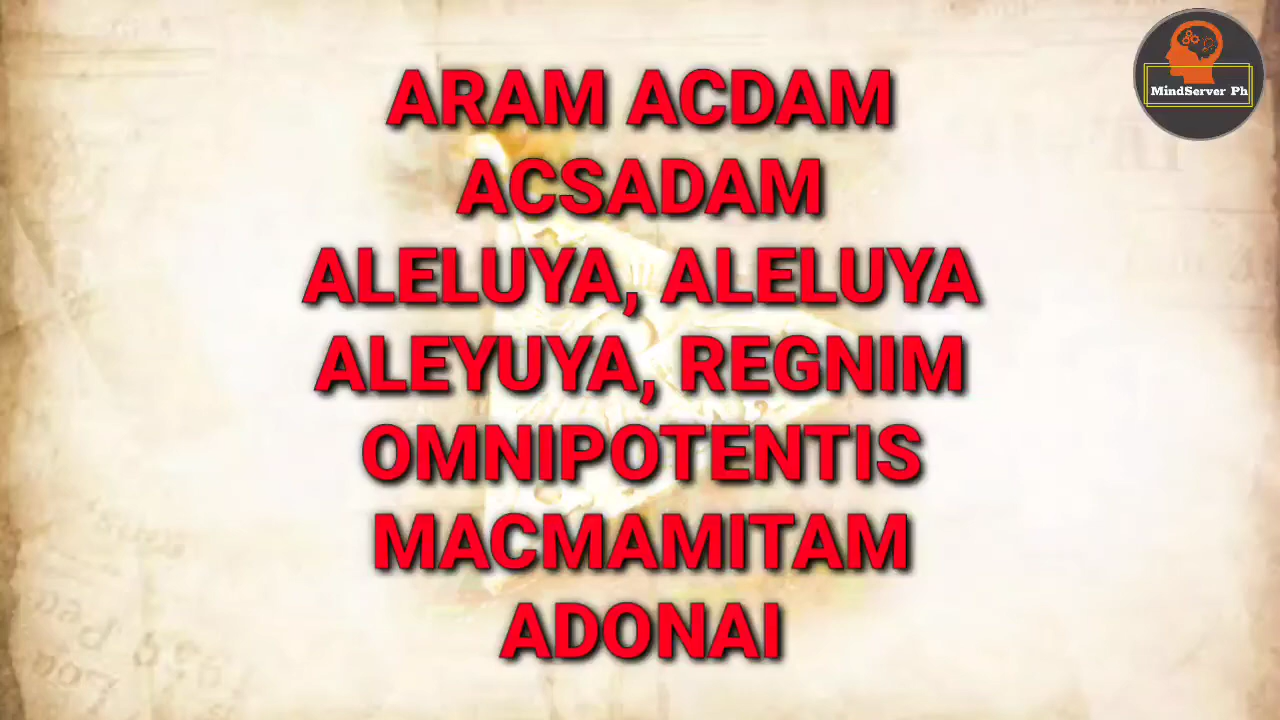 MindServer Ph
ARAM ACDAM
ACSADAM
ALELUYA, ALELUYA
ALEYUYA, REGNIM
OMNIPOTENTIS
MACMAMITAM
ADONAI